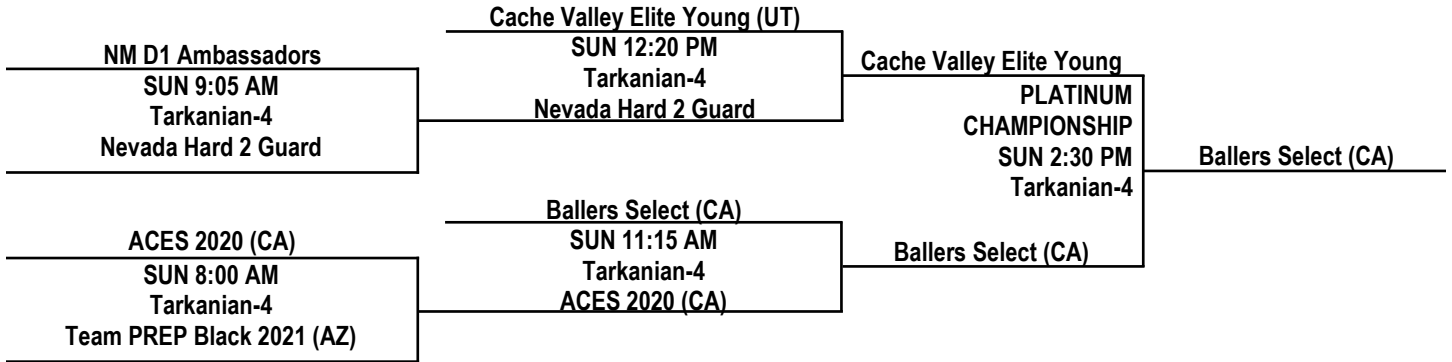 NM D1 Ambassadors
SUN 9:05 AM
Tarkanian-4
Nevada Hard 2 Guard
ACES 2020 (CA)
SUN 8:00 AM
Tarkanian-4
Team PREP Black 2021 (AZ)
Cache Valley Elite Young (UT)
SUN 12:20 PM
Tarkanian-4
Nevada Hard 2 Guard
Ballers Select (CA)
SUN 11:15 AM
Tarkanian-4
ACES 2020 (CA)
Cache Valley Elite Young
PLATINUM
CHAMPIONSHIP
SUN 2:30 PM
Tarkanian-4
Ballers Select (CA)
Ballers Select (CA)